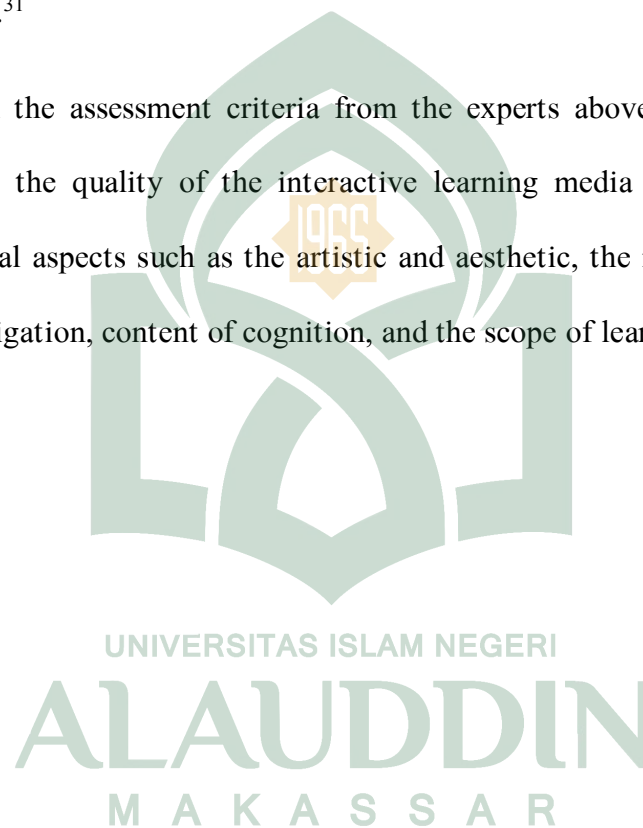 .31
the assessment criteria from the experts above
the quality of the interactive learning media
al aspects such as the artistic and aesthetic, the
igation, content of cognition, and the scope of lear
1965
UNIVERSITAS ISLAM NEGERI
ALAUDDIN
MAKASSAR